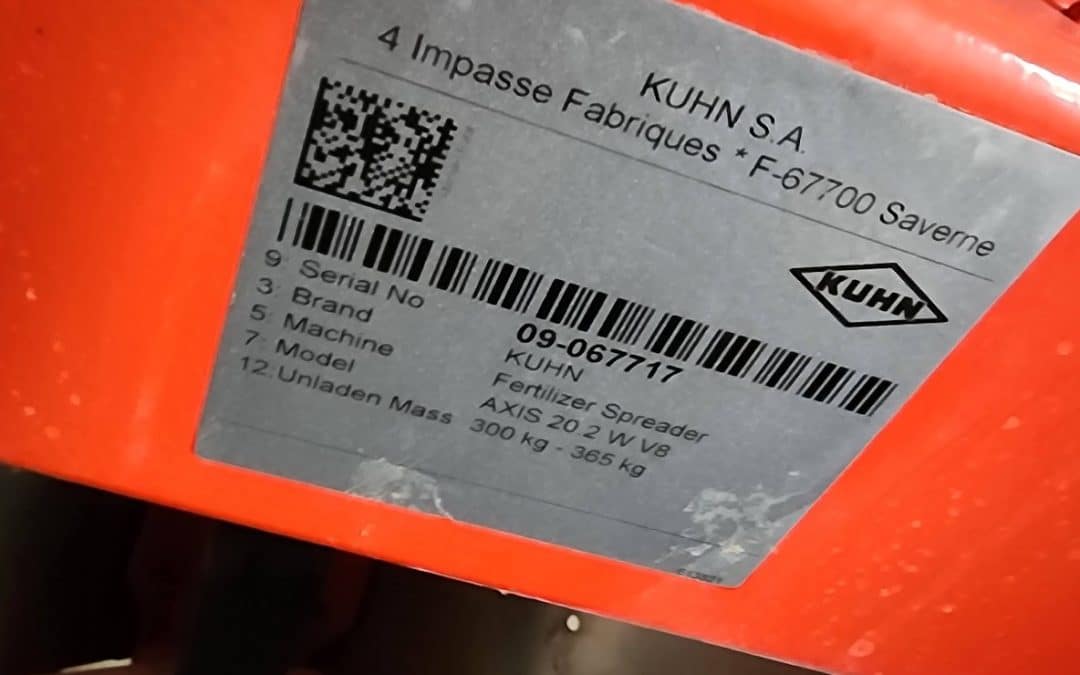 KUHN S.A.
4 Impasse Fabriques * F-67700 Saverne
KUHN
9: Serial No 09-067717
3: Brand KUHN
5: Machine Fertilizer Spreader
7: Model AXIS 20.2 W V8
12: Unladen Mass 300 kg - 365 kg